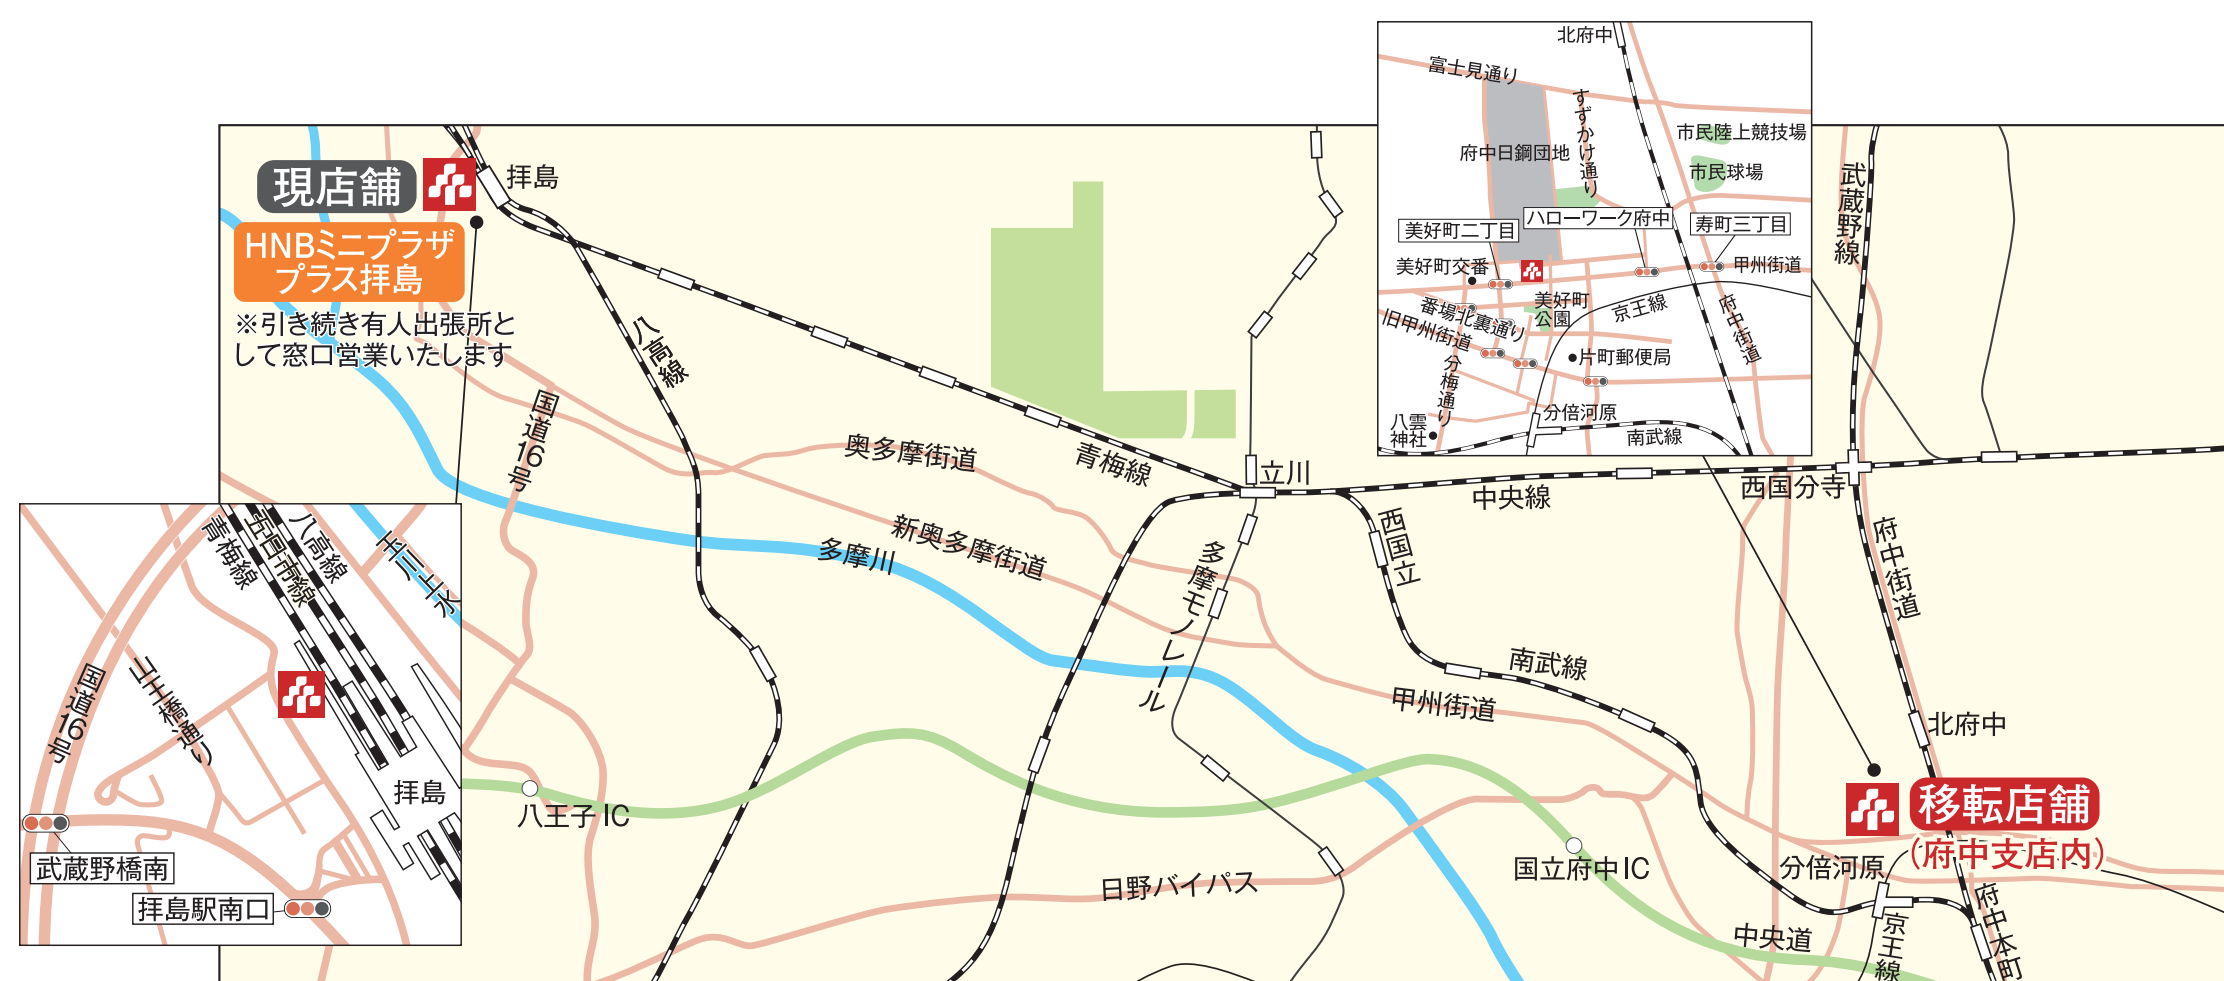 現店舗
HNBミニプラザ
プラス拝島
※引き続き有人出張所と
して窓口営業いたします
拝島
八高線
国道16号
奥多摩街道
新奥多摩街道
多摩川
青梅線
立川
多摩モノレール
西国立
中央線
西国分寺
武蔵野線
府中街道
南武線
甲州街道
北府中
移転店舗
(府中支店内)
分倍河原
府中本町
京王線
中央道
国立府中IC
日野バイパス
八王子IC
北府中
富士見通り
すずかけ通り
市民陸上競技場
市民球場
府中日鋼団地
ハローワーク府中
寿町三丁目
美好町二丁目
美好町交番
甲州街道
美好町
公園
京王線
府中街道
番場北裏通り
旧甲州街道
片町郵便局
分梅通り
八雲
神社
分倍河原
南武線
青梅線
五日市線
八高線
玉川上水
国道16号
山王橋通り
拝島
武蔵野橋南
拝島駅南口